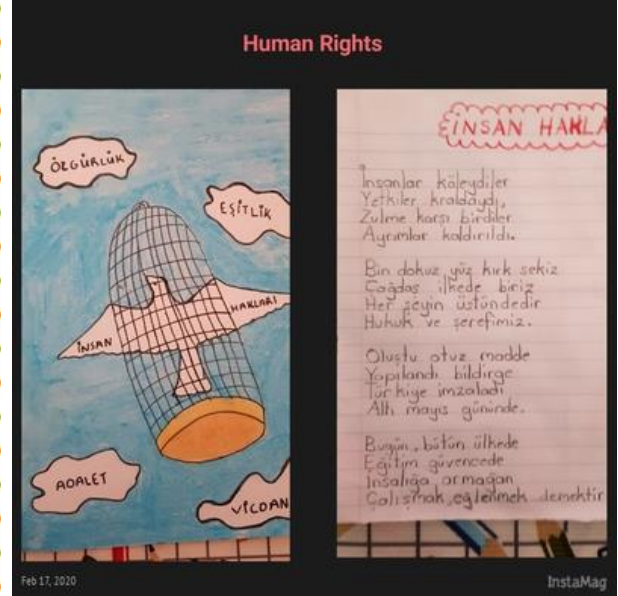 Human Rights
ÖZGÜRLÜK
EŞİTLİK
İNSAN
HAKLARI
ADALET
VİCDAN
İNSAN HAKLA
İnsanlar köleydiler
Yetkiler kraldaydı,
Zulme karşı birdiler
Ayrımlar kaldırıldı.
Bin dokuz yüz kırk sekiz
Çağdaş ilkede biriz
Her şeyin üstündedir
Hukuk ve şerefimiz.
Oluştu otuz madde
Yapılandı bildirge
Türkiye imzaladı
Altı mayıs gününde.
Bugün, bütün ülkede
Eğitim güvencede
İnsalığa armağan
Çalışmak, eğlenmek demektir
Feb 17, 2020
InstaMag